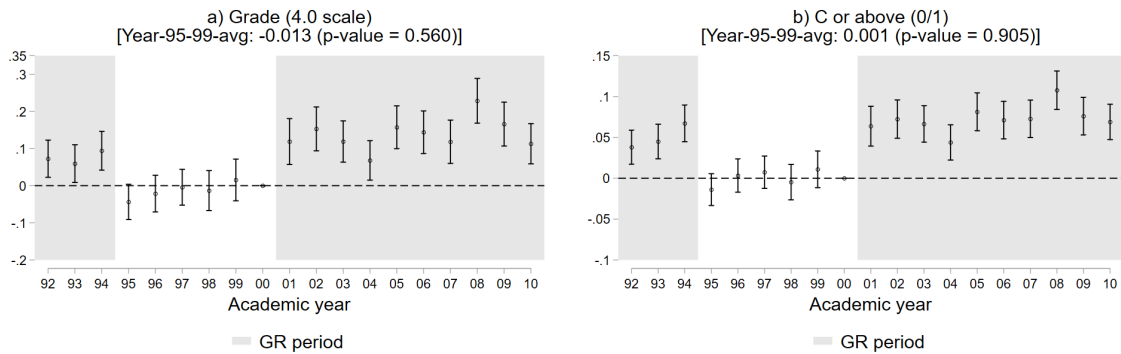 a) Grade (4.0 scale)
[Year-95-99-avg: -0.013 (p-value = 0.560)]
.35
.3
.2
.1
0
-.1
-.2
92 93 94 95 96 97 98 99 00 01 02 03 04 05 06 07 08 09 10
Academic year
GR period
b) C or above (0/1)
[Year-95-99-avg: 0.001 (p-value = 0.905)]
.15
.1
.05
0
-.05
-.1
92 93 94 95 96 97 98 99 00 01 02 03 04 05 06 07 08 09 10
Academic year
GR period